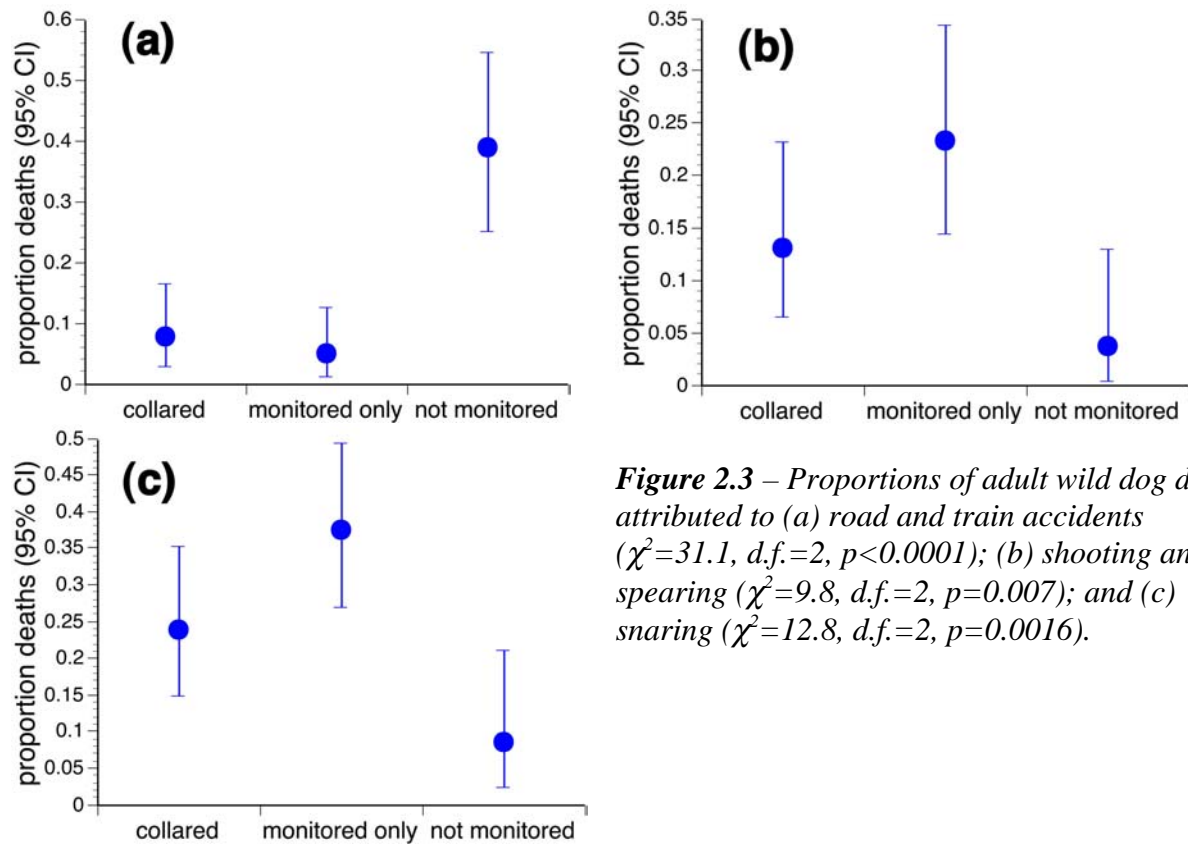 (a)
proportion deaths (95% CI)
0.6
0.5
0.4
0.3
0.2
0.1
0
collared monitored only not monitored
(b)
proportion deaths (95% CI)
0.35
0.3
0.25
0.2
0.15
0.1
0.05
0
collared monitored only not monitored
(c)
proportion deaths (95% CI)
0.5
0.45
0.4
0.35
0.3
0.25
0.2
0.15
0.1
0.05
0
collared monitored only not monitored
Figure 2.3 – Proportions of adult wild dog
attributed to (a) road and train accidents
(χ²=31.1, d.f.=2, p<0.0001); (b) shooting
spearing (χ²=9.8, d.f.=2, p=0.007); and (c)
snaring (χ²=12.8, d.f.=2, p=0.0016).